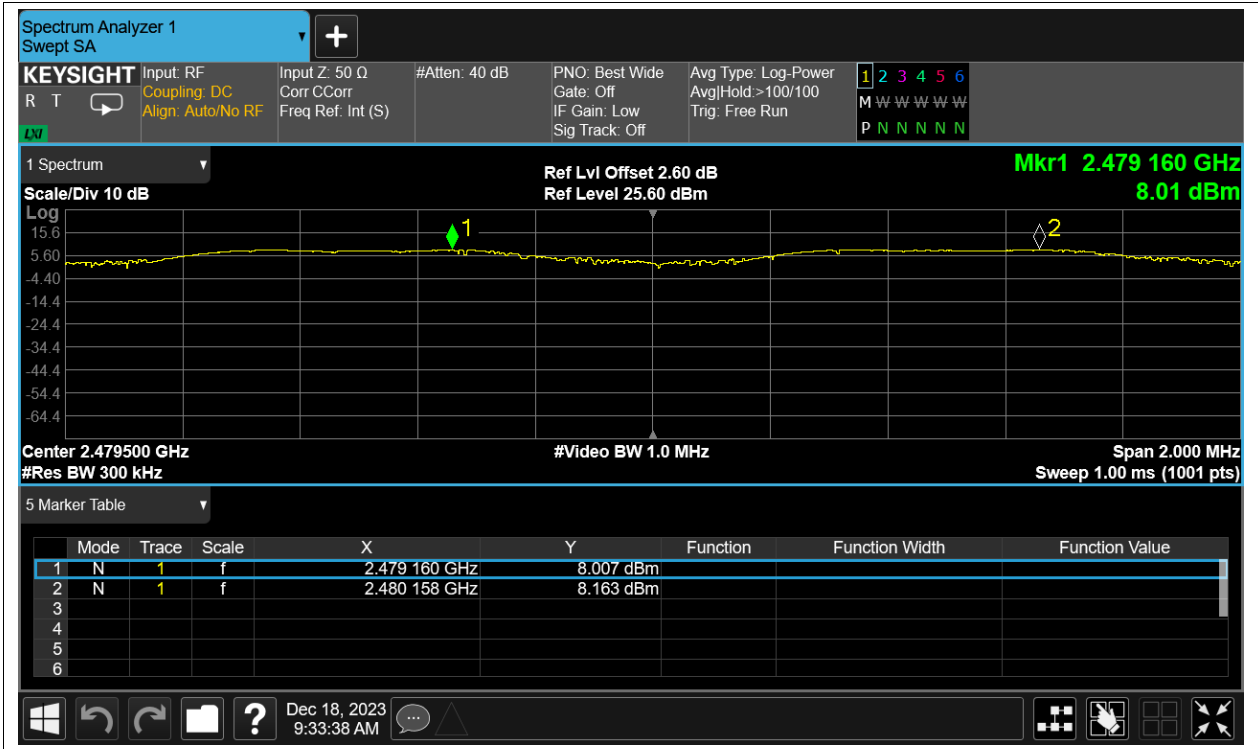 Spectrum Analyzer 1
Swept SA
KEYSIGHT
R T
LXI
Input: RF
Coupling: DC
Align: Auto/No RF
Input Z: 50 Ω
Corr CCorr
Freq Ref: Int (S)
#Atten: 40 dB
PNO: Best Wide
Gate: Off
IF Gain: Low
Sig Track: Off
Avg Type: Log-Power
Avg|Hold:>100/100
Trig: Free Run
1 2 3 4 5 6
M W W W W W
P N N N N N
1 Spectrum
Scale/Div 10 dB
Ref Lvl Offset 2.60 dB
Ref Level 25.60 dBm
Mkr1 2.479 160 GHz
8.01 dBm
Log
15.6
5.60
-4.40
-14.4
-24.4
-34.4
-44.4
-54.4
-64.4
1
2
Center 2.479500 GHz
#Res BW 300 kHz
#Video BW 1.0 MHz
Span 2.000 MHz
Sweep 1.00 ms (1001 pts)
5 Marker Table
Mode Trace Scale X Y Function Function Width Function Value
1 N 1 f 2.479 160 GHz 8.007 dBm
2 N 1 f 2.480 158 GHz 8.163 dBm
3
4
5
6
?
Dec 18, 2023
9:33:38 AM